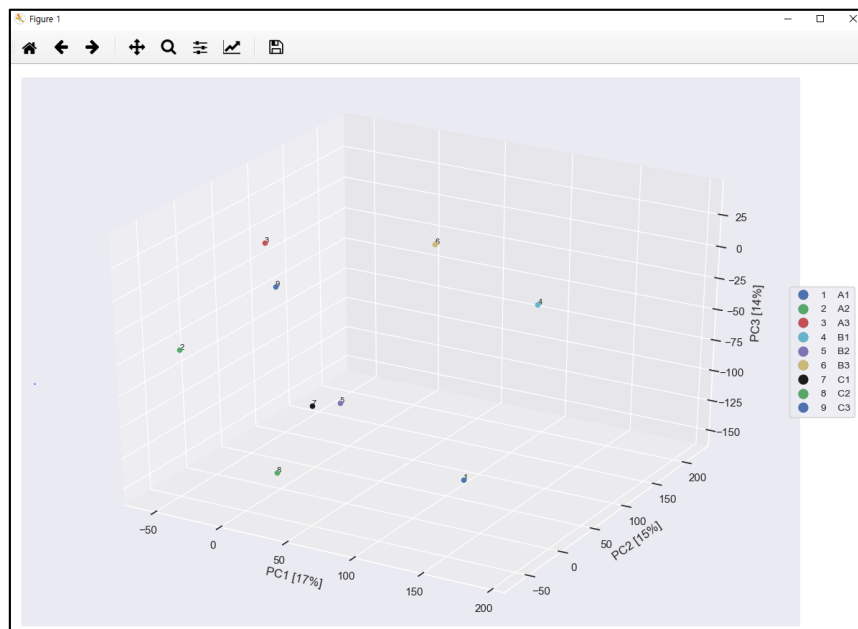 Figure 1
3
6
9
4
2
7
5
8
1
25
0
−25
−50
−75
−100
−125
−150
PC3 [14%]
200
150
100
50
0
−50
PC2 [15%]
−50
0
50
100
150
200
PC1 [17%]
1 A1
2 A2
3 A3
4 B1
5 B2
6 B3
7 C1
8 C2
9 C3